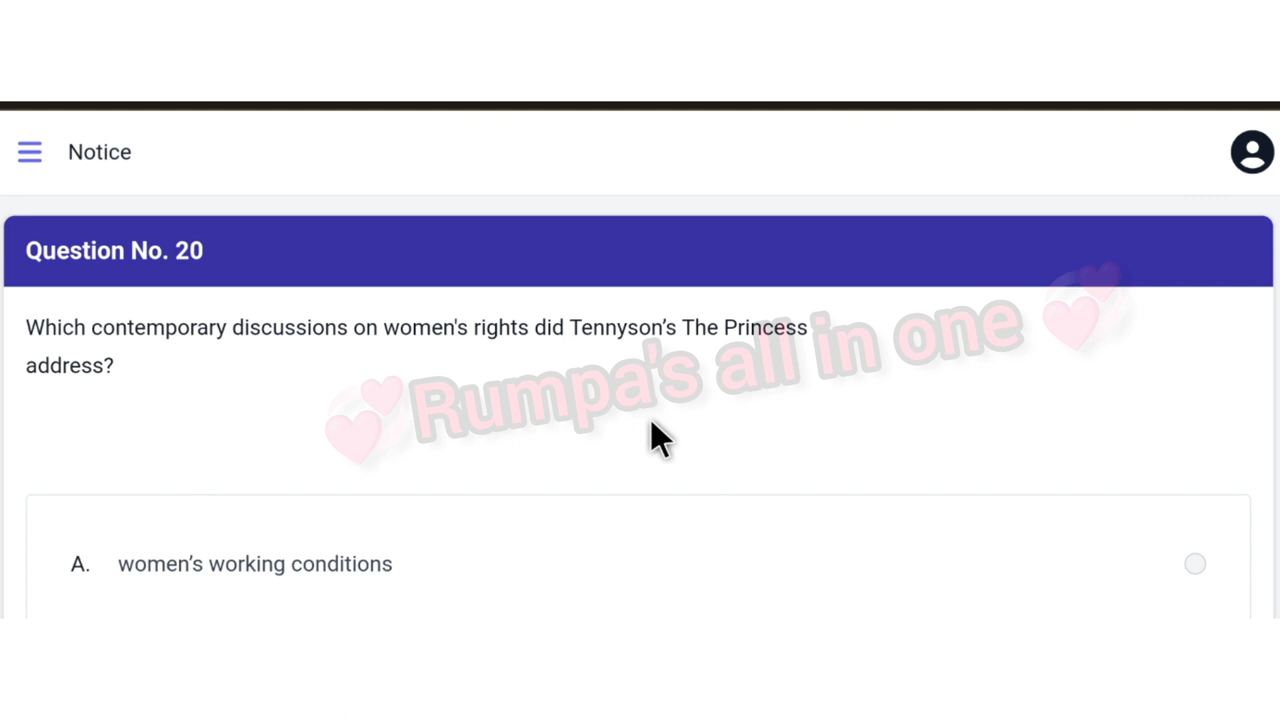 Notice
Question No. 20
Which contemporary discussions on women's rights did Tennyson’s The Princess
address?
Rumpa's all in one
A. women’s working conditions